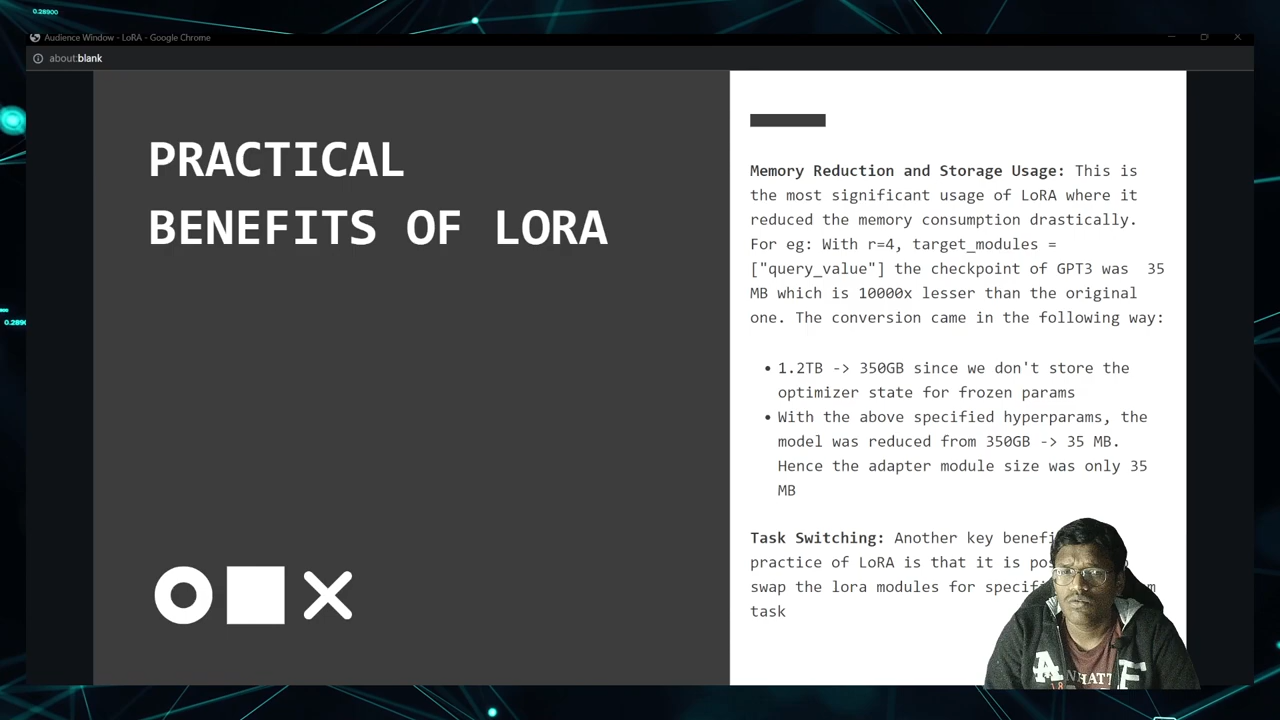 0.28900
Audience Window - LoRA - Google Chrome
about:blank
PRACTICAL
BENEFITS OF LORA
Memory Reduction and Storage Usage: This is
the most significant usage of LoRA where it
reduced the memory consumption drastically.
For eg: With r=4, target_modules =
["query_value"] the checkpoint of GPT3 was 35
MB which is 10000x lesser than the original
one. The conversion came in the following way:
• 1.2TB -> 350GB since we don't store the
optimizer state for frozen params
• With the above specified hyperparams, the
model was reduced from 350GB -> 35 MB.
Hence the adapter module size was only 35
MB
Task Switching: Another key
practice of LoRA is that it is
swap the lora modules for
task